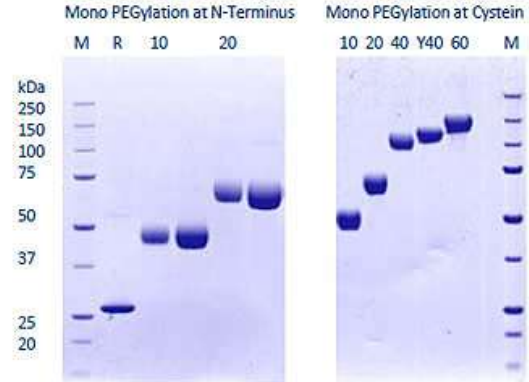 Mono PEGylation at N-Terminus
Mono PEGylation at Cystein
M R 10 20
10 20 40 Y40 60 M
kDa
250
150
100
75
50
37
25
20